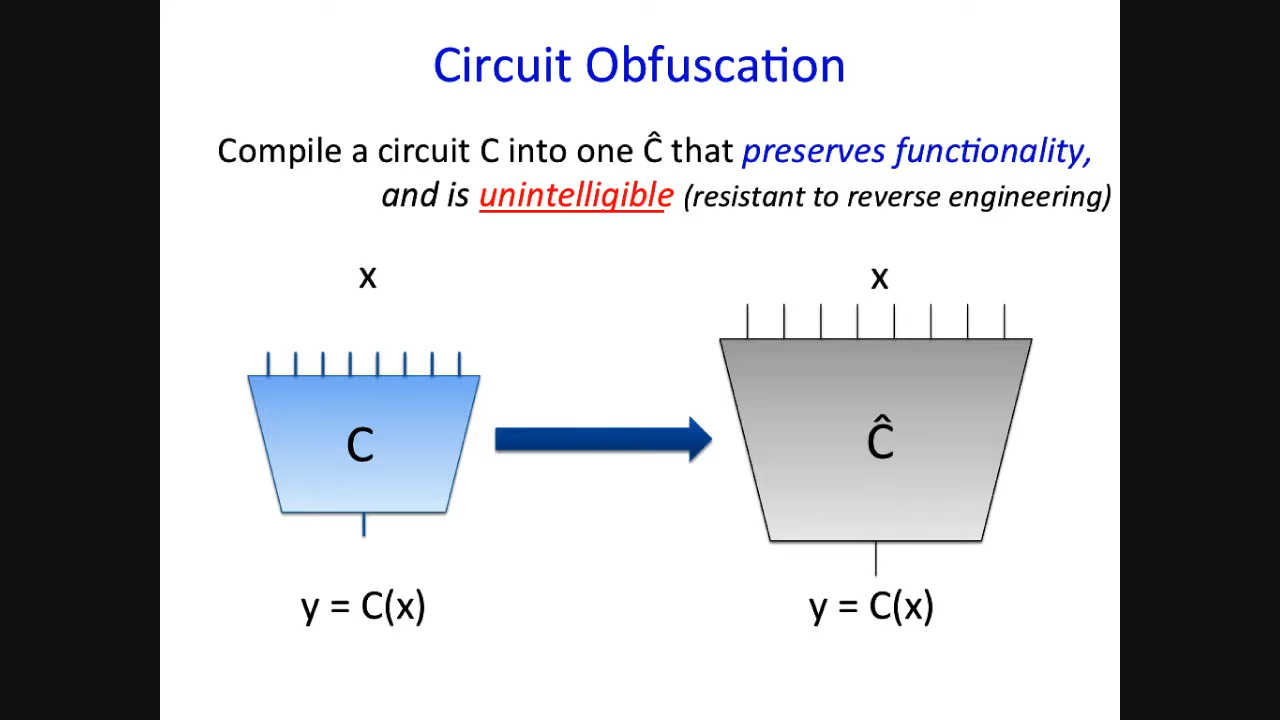 Circuit Obfuscation
Compile a circuit C into one Ĉ that preserves functionality,
and is unintelligible (resistant to reverse engineering)
x
x
C
Ĉ
y = C(x)
y = C(x)